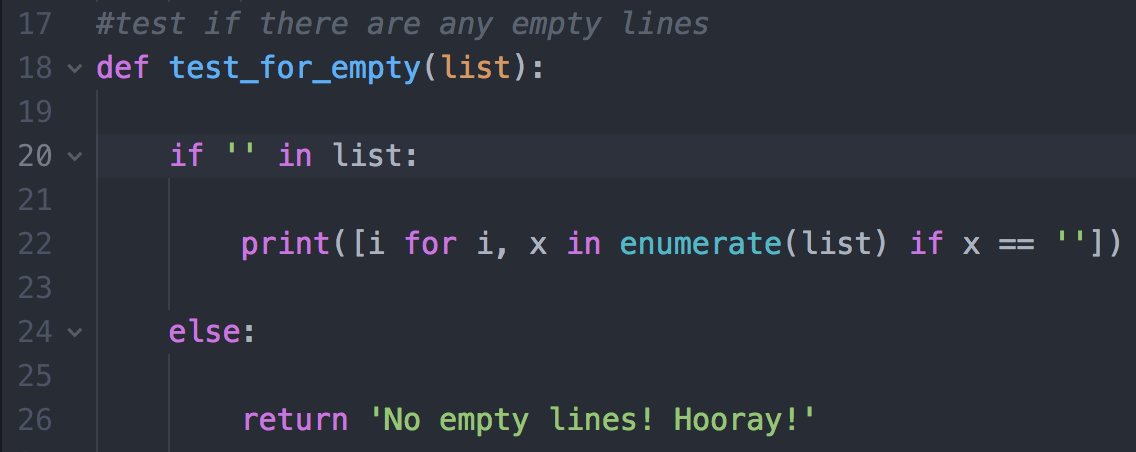 17 #test if there are any empty lines
18 def test_for_empty(list):
19
20 if '' in list:
21
22 print([i for i, x in enumerate(list) if x == ''])
23
24 else:
25
26 return 'No empty lines! Hooray!'